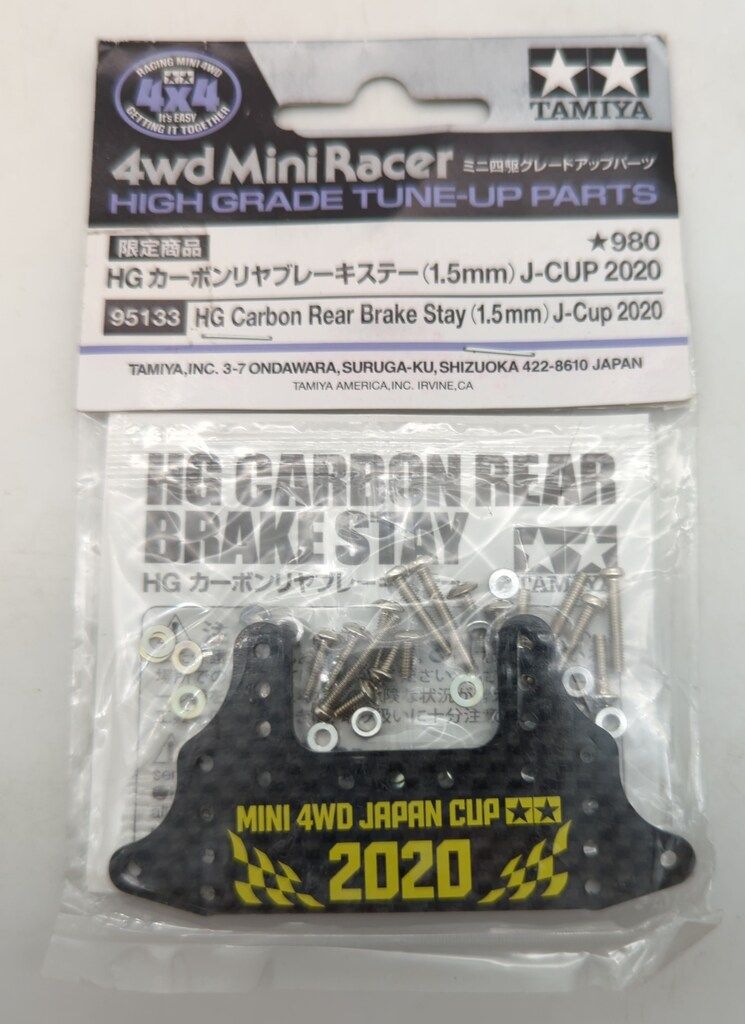 RACING MINI 4WD
4x4
It's EASY
GETTING IT TOGETHER
TAMIYA
4wd Mini Racer ミニ四駆グレードアップパーツ
HIGH GRADE TUNE-UP PARTS
限定商品
★980
HG カーボンリヤブレーキステー(1.5mm) J-CUP 2020
95133 HG Carbon Rear Brake Stay (1.5mm) J-Cup 2020
TAMIYA,INC. 3-7 ONDAWARA, SURUGA-KU, SHIZUOKA 422-8610 JAPAN
TAMIYA AMERICA,INC. IRVINE,CA
HG CARBON REAR
BRAKE STAY
TAMIYA
HG カーボンリヤブレーキステー
注
MINI 4WD JAPAN CUP
2020